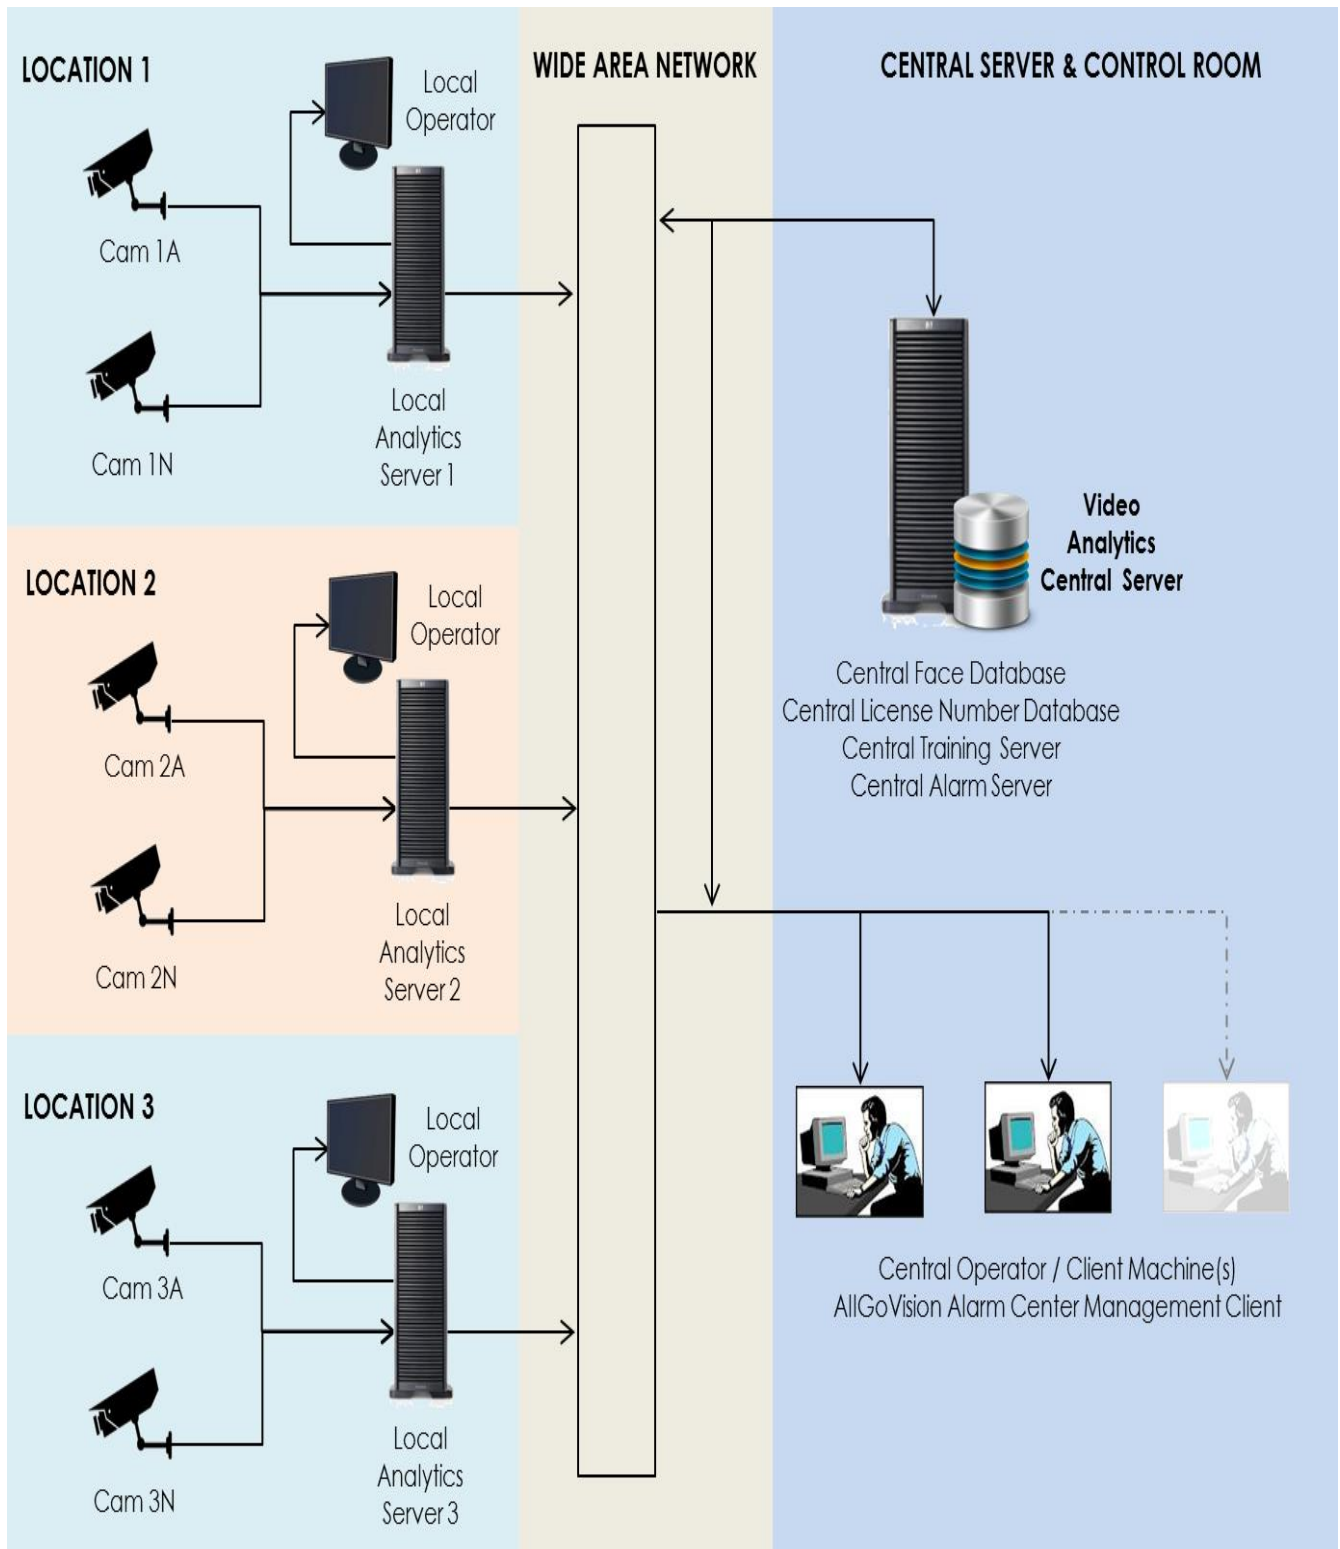 LOCATION 1
Local
Operator
Cam 1A
Cam 1N
Local
Analytics
Server 1
LOCATION 2
Local
Operator
Cam 2A
Cam 2N
Local
Analytics
Server 2
LOCATION 3
Local
Operator
Cam 3A
Cam 3N
Local
Analytics
Server 3
WIDE AREA NETWORK
CENTRAL SERVER & CONTROL ROOM
Video
Analytics
Central Server
Central Face Database
Central License Number Database
Central Training Server
Central Alarm Server
Central Operator / Client Machine(s)
AllGoVision Alarm Center Management Client